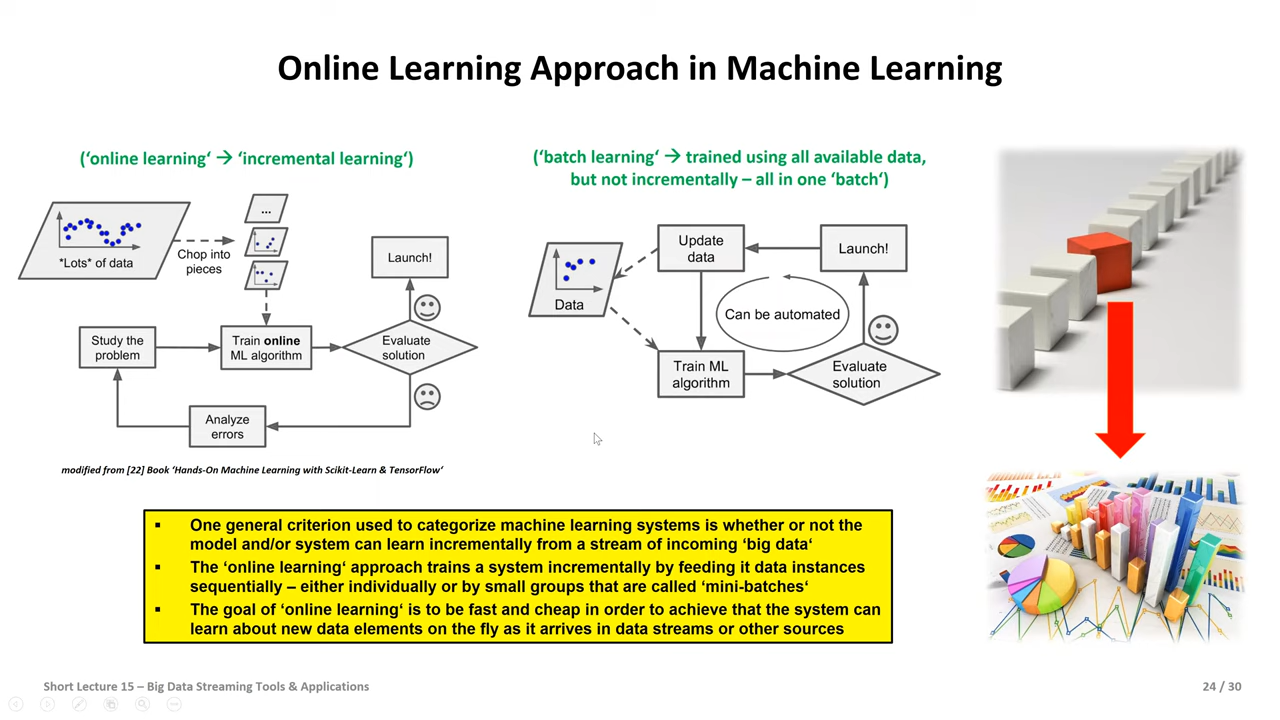 Online Learning Approach in Machine Learning
(‘online learning‘ → ‘incremental learning‘)
*Lots* of data
Chop into
pieces
...
Launch!
Study the
problem
Train online
ML algorithm
Evaluate
solution
Analyze
errors
modified from [22] Book ‘Hands-On Machine Learning with Scikit-Learn & TensorFlow‘
(‘batch learning‘ → trained using all available data,
but not incrementally – all in one ‘batch‘)
Data
Update
data
Launch!
Can be automated
Train ML
algorithm
Evaluate
solution
▪ One general criterion used to categorize machine learning systems is whether or not the
model and/or system can learn incrementally from a stream of incoming ‘big data‘
▪ The ‘online learning‘ approach trains a system incrementally by feeding it data instances
sequentially – either individually or by small groups that are called ‘mini-batches‘
▪ The goal of ‘online learning‘ is to be fast and cheap in order to achieve that the system can
learn about new data elements on the fly as it arrives in data streams or other sources
Short Lecture 15 – Big Data Streaming Tools & Applications
24 / 30